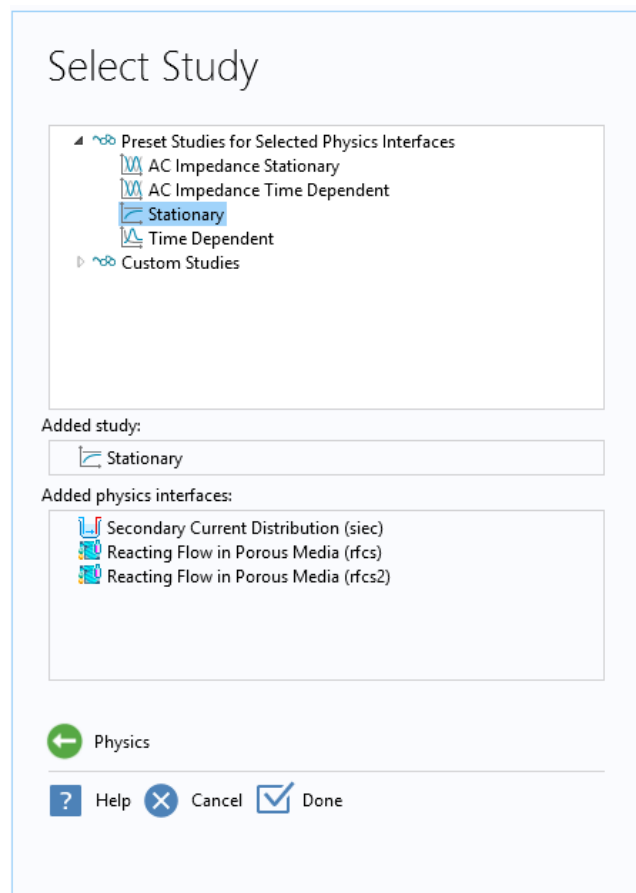 Select Study
Preset Studies for Selected Physics Interfaces
AC Impedance Stationary
AC Impedance Time Dependent
Stationary
Time Dependent
Custom Studies
Added study:
Stationary
Added physics interfaces:
Secondary Current Distribution (siec)
Reacting Flow in Porous Media (rfcs)
Reacting Flow in Porous Media (rfcs2)
Physics
? Help Cancel Done